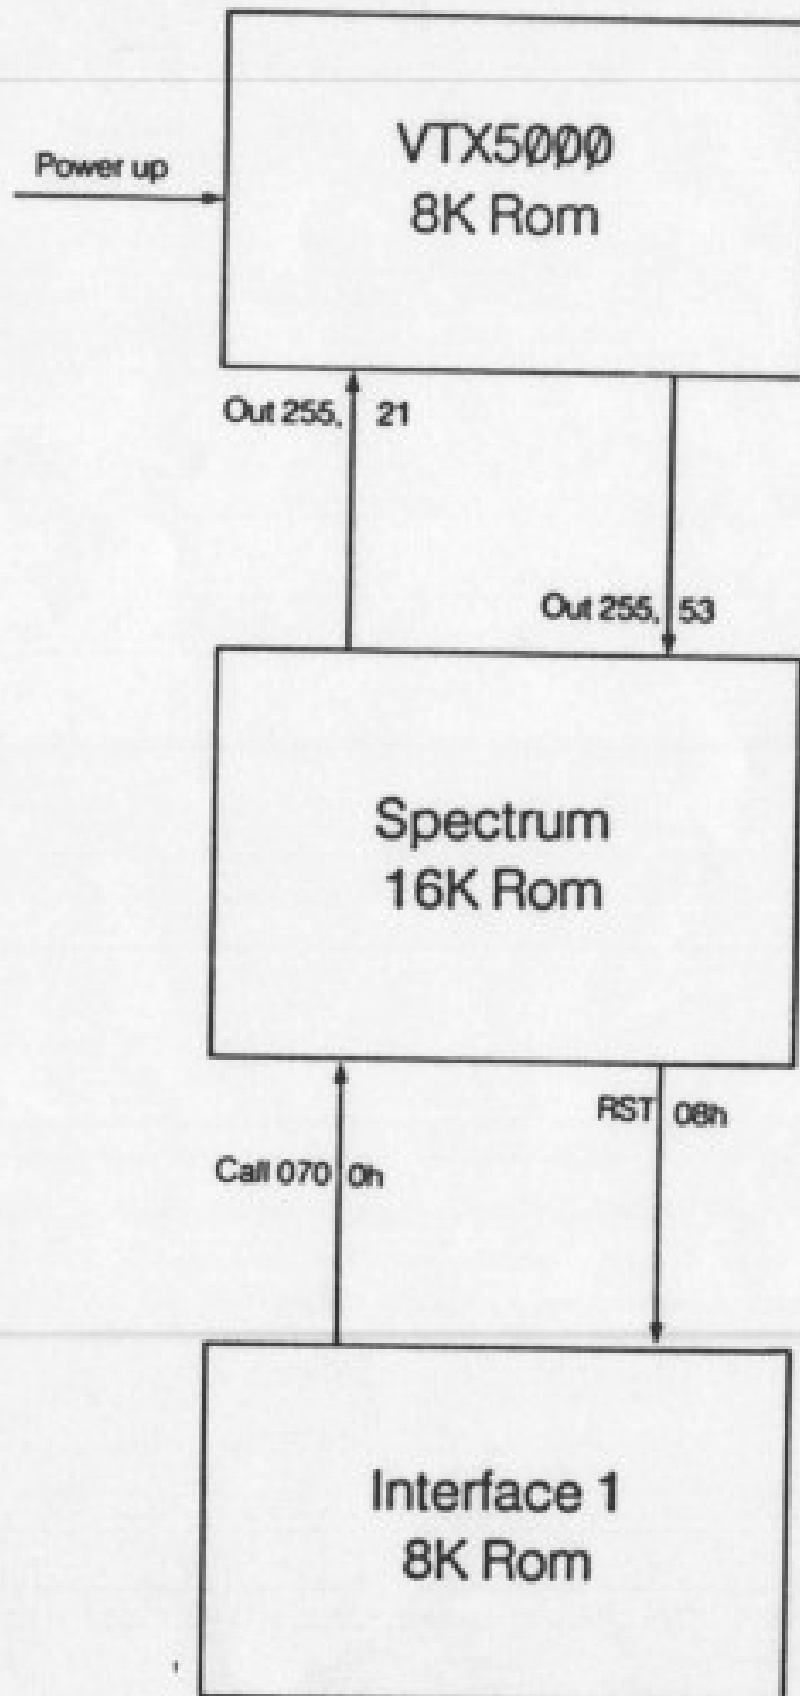 VTX5000
8K Rom
Power up
Out 255, 21
Out 255, 53
Spectrum
16K Rom
RST 08h
Call 070 0h
Interface 1
8K Rom